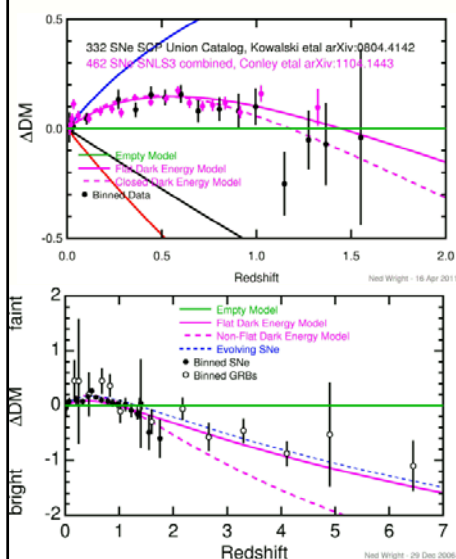 332 SNe SCP Union Catalog, Kowalski etal arXiv:0804.4142
462 SNe SNLS3 combined, Conley etal arXiv:1104.1443
ΔDM
0.5
0.0
-0.5
Empty Model
Flat Dark Energy Model
Closed Dark Energy Model
Binned Data
0.0 0.5 1.0 1.5 2.0
Redshift
Ned Wright - 16 Apr 2011
faint
ΔDM
bright
2
1
0
-1
-2
Empty Model
Flat Dark Energy Model
Non-Flat Dark Energy Model
Evolving SNe
Binned SNe
Binned GRBs
0 1 2 3 4 5 6 7
Redshift
Ned Wright - 29 Dec 2006